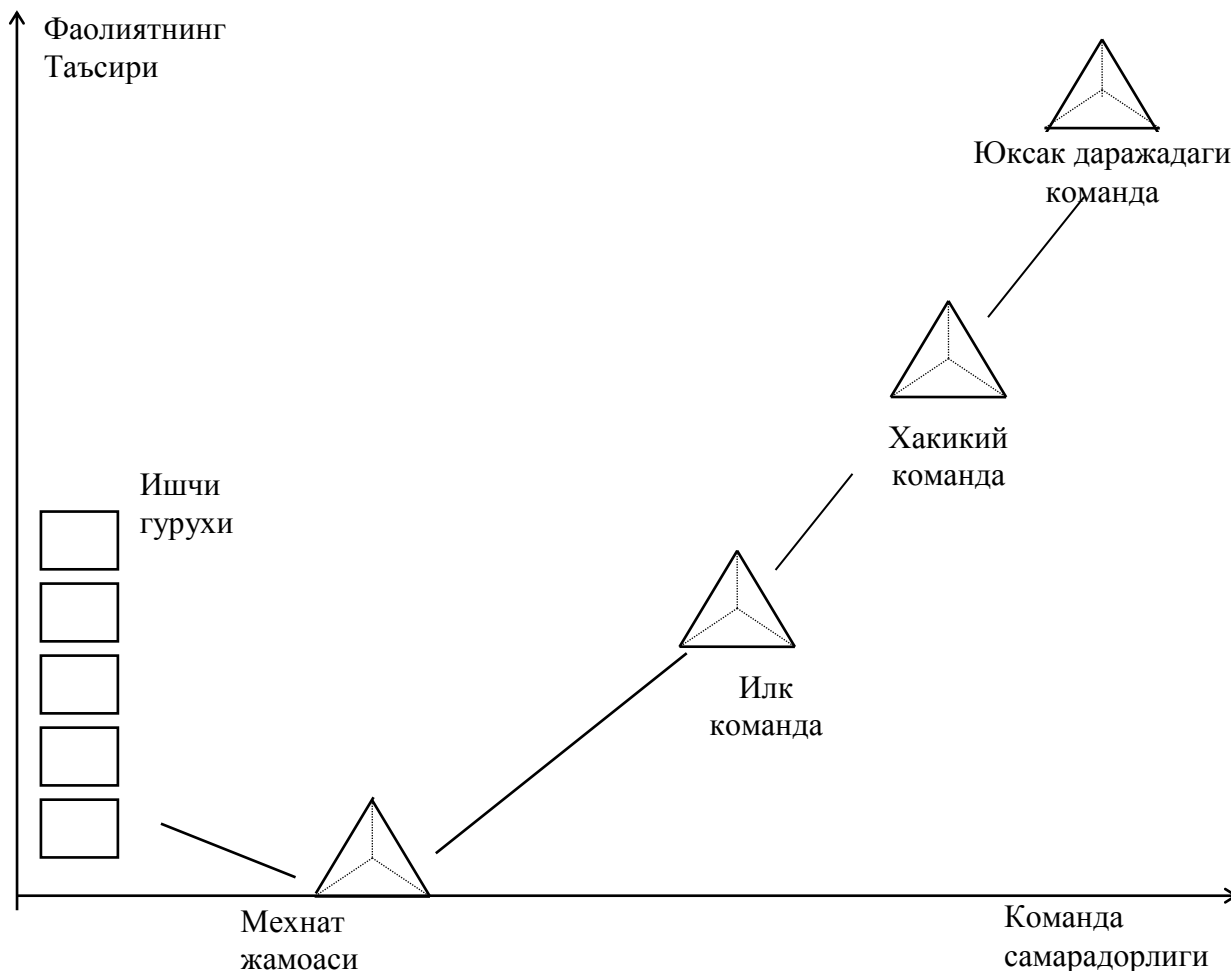 Фаолиятнинг
Таъсири
Юксак даражадаги
команда
Хакикий
команда
Ишчи
гурухи
Илк
команда
Мехнат
жамоаси
Команда
самарадорлиги